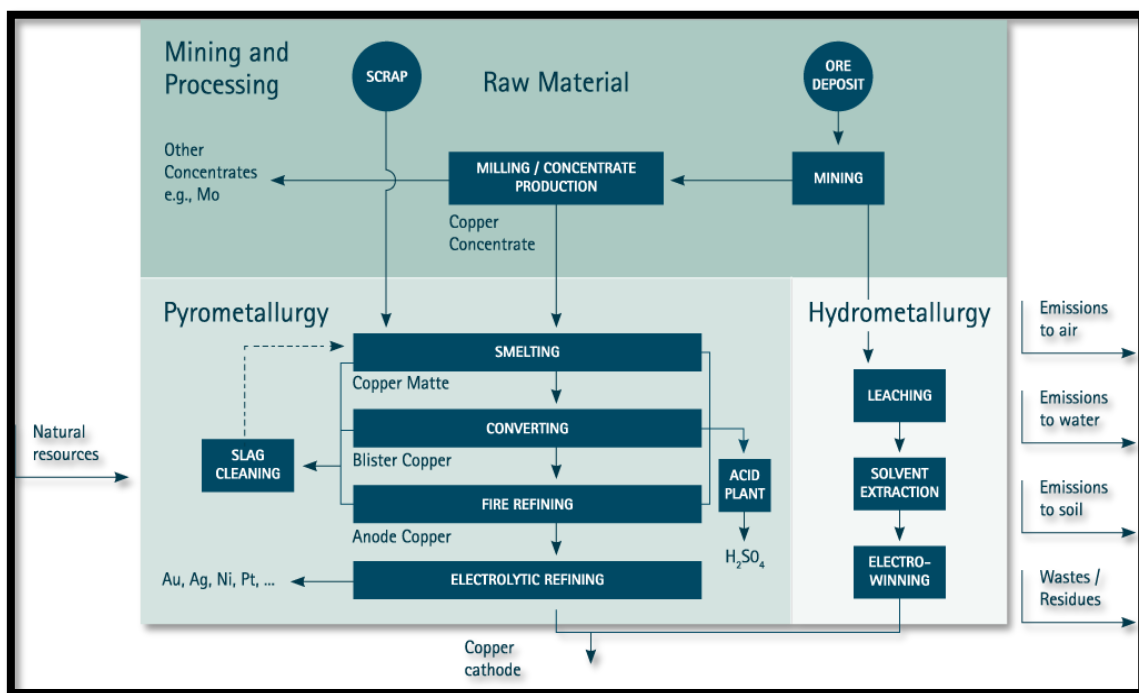 Mining and
Processing
SCRAP
Raw Material
ORE
DEPOSIT
Other
Concentrates
e.g., Mo
MILLING / CONCENTRATE
PRODUCTION
MINING
Copper
Concentrate
Pyrometallurgy
Hydrometallurgy
SMELTING
Copper Matte
CONVERTING
Blister Copper
FIRE REFINING
Anode Copper
ELECTROLYTIC REFINING
SLAG
CLEANING
ACID
PLANT
H₂SO₄
Au, Ag, Ni, Pt, ...
LEACHING
SOLVENT
EXTRACTION
ELECTRO-
WINNING
Copper
cathode
Natural
resources
Emissions
to air
Emissions
to water
Emissions
to soil
Wastes /
Residues